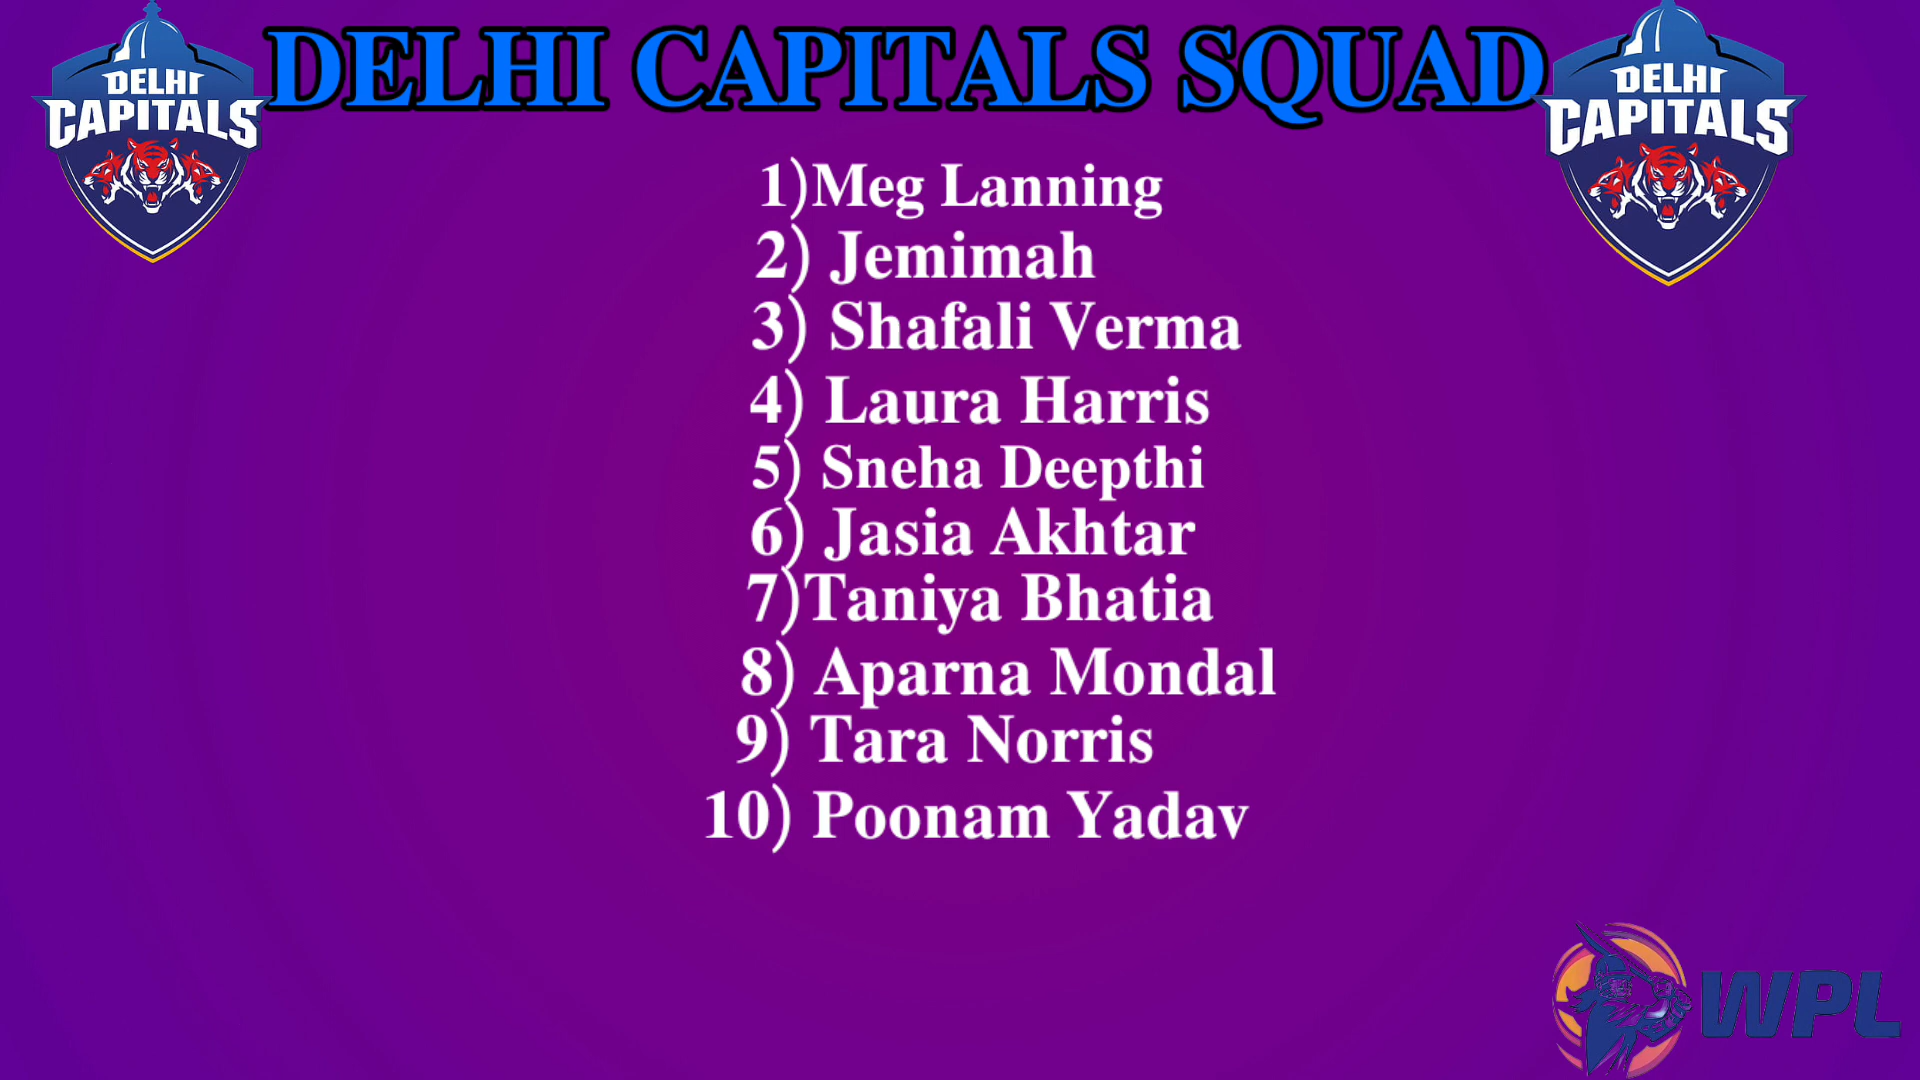 DELHI CAPITALS SQUAD
DELHI
CAPITALS
DELHI
CAPITALS
1)Meg Lanning
2) Jemimah
3) Shafali Verma
4) Laura Harris
5) Sneha Deepthi
6) Jasia Akhtar
7)Taniya Bhatia
8) Aparna Mondal
9) Tara Norris
10) Poonam Yadav
WPL